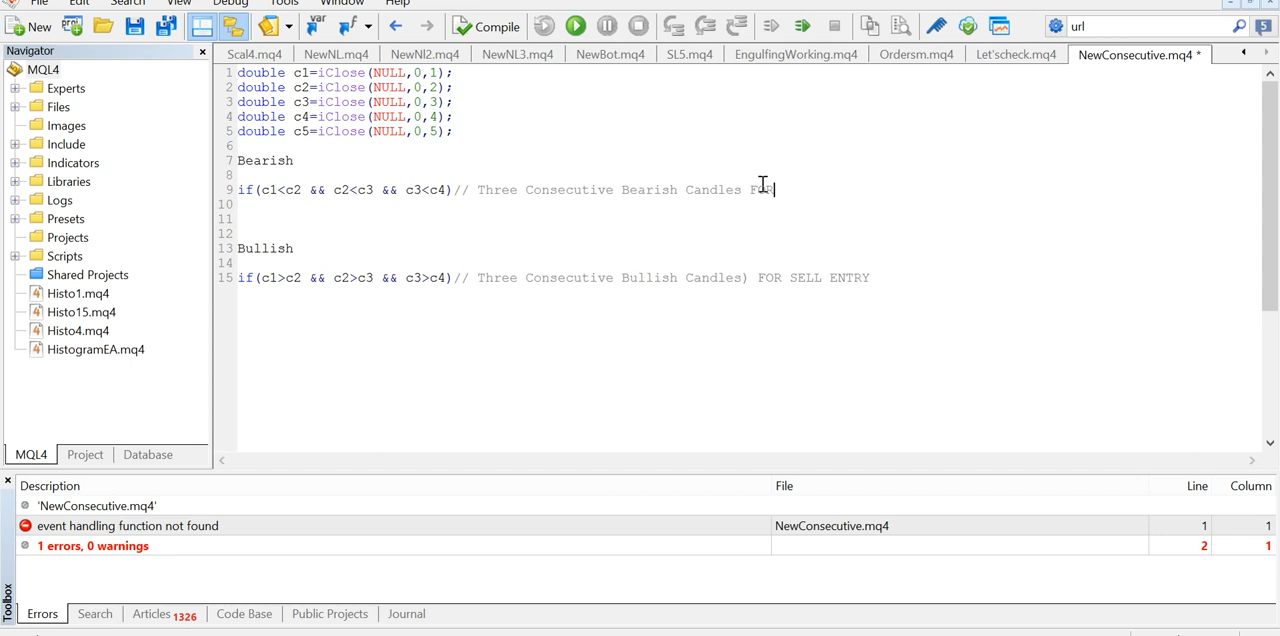 File Edit Search View Debug Tools Window Help
New Compile url 5
Navigator
Scal4.mq4 NewNL.mq4 NewNl2.mq4 NewNL3.mq4 NewBot.mq4 SL5.mq4 EngulfingWorking.mq4 Ordersm.mq4 Let'scheck.mq4 NewConsecutive.mq4 *
MQL4
Experts
Files
Images
Include
Indicators
Libraries
Logs
Presets
Projects
Scripts
Shared Projects
Histo1.mq4
Histo15.mq4
Histo4.mq4
HistogramEA.mq4
MQL4 Project Database
1 double c1=iClose(NULL,0,1);
2 double c2=iClose(NULL,0,2);
3 double c3=iClose(NULL,0,3);
4 double c4=iClose(NULL,0,4);
5 double c5=iClose(NULL,0,5);
6
7 Bearish
8
9 if(c1<c2 && c2<c3 && c3<c4)// Three Consecutive Bearish Candles FOR
10
11
12
13 Bullish
14
15 if(c1>c2 && c2>c3 && c3>c4)// Three Consecutive Bullish Candles) FOR SELL ENTRY
Toolbox
Description File Line Column
'NewConsecutive.mq4'
event handling function not found NewConsecutive.mq4 1 1
1 errors, 0 warnings 2 1
Errors Search Articles 1326 Code Base Public Projects Journal